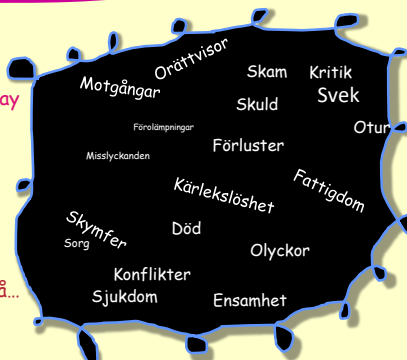 Orättvisor
Skam Kritik
Motgångar
Svek
ay
Skuld
Förolämpningar
Otur
Förluster
Misslyckanden
Kärlekslöshet
Fattigdom
Skymfer
Död
Sorg
Olyckor
Konflikter
å...
Sjukdom
Ensamhet